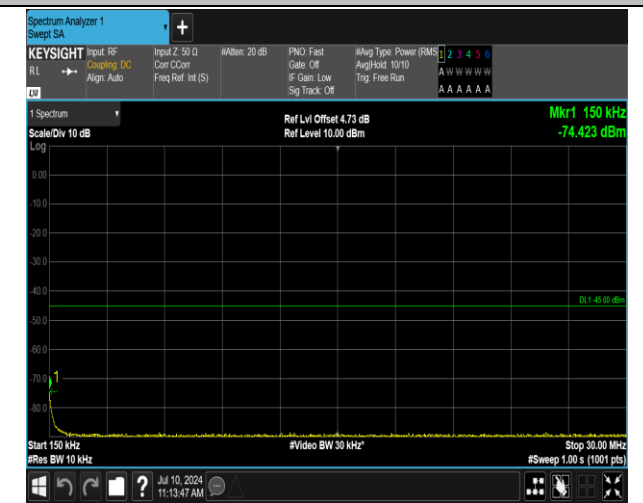 Spectrum Analyzer 1
Swept SA
+
KEYSIGHT Input: RF Input Z: 50 Ω #Atten: 20 dB PNO: Fast #Avg Type: Power (RMS 1 2 3 4 5 6
RL Coupling: DC Corr CCorr Gate: Off Avg|Hold: 10/10 A W W W W W
Align: Auto Freq Ref: Int (S) IF Gain: Low Trig: Free Run
LXI Sig Track: Off A A A A A A
1 Spectrum Ref Lvl Offset 4.73 dB Mkr1 150 kHz
Scale/Div 10 dB Ref Level 10.00 dBm -74.423 dBm
Log
0.00
-10.0
-20.0
-30.0
-40.0
DL1 -45.00 dBm
-50.0
-60.0
-70.0 1
-80.0
Start 150 kHz #Video BW 30 kHz* Stop 30.00 MHz
#Res BW 10 kHz #Sweep 1.00 s (1001 pts)
? Jul 10, 2024
11:13:47 AM